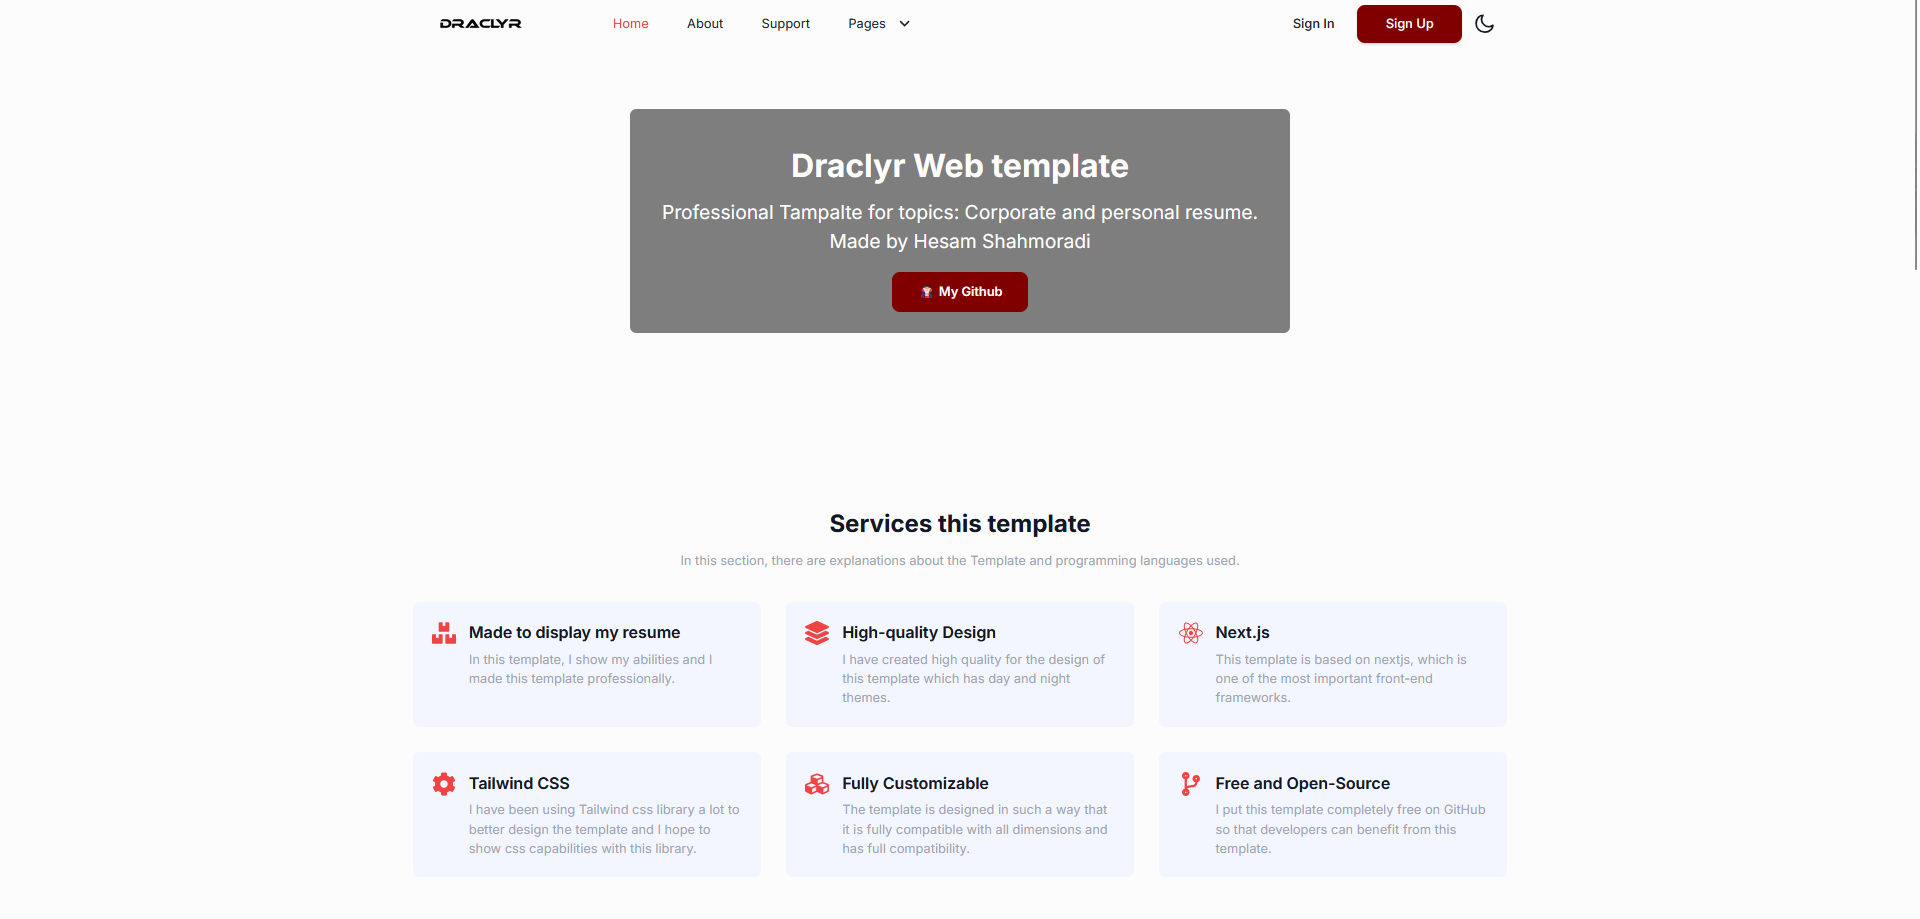 DRACLYR
Home
About
Support
Pages
Sign In
Sign Up
Draclyr Web template
Professional Tampalte for topics: Corporate and personal resume.
Made by Hesam Shahmoradi
My Github
Services this template
In this section, there are explanations about the Template and programming languages used.
Made to display my resume
In this template, I show my abilities and I
made this template professionally.
High-quality Design
I have created high quality for the design of
this template which has day and night
themes.
Next.js
This template is based on nextjs, which is
one of the most important front-end
frameworks.
Tailwind CSS
I have been using Tailwind css library a lot to
better design the template and I hope to
show css capabilities with this library.
Fully Customizable
The template is designed in such a way that
it is fully compatible with all dimensions and
has full compatibility.
Free and Open-Source
I put this template completely free on GitHub
so that developers can benefit from this
template.